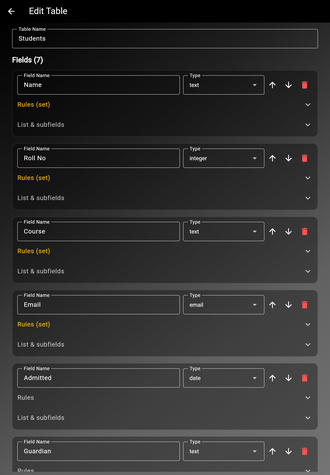 Edit Table
Table Name
Students
Fields (7)
Field Name
Type
Name
text
Rules (set)
List & subfields
Field Name
Type
Roll No
integer
Rules (set)
List & subfields
Field Name
Type
Course
text
Rules (set)
List & subfields
Field Name
Type
Email
email
Rules (set)
List & subfields
Field Name
Type
Admitted
date
Rules
List & subfields
Field Name
Type
Guardian
text
Rules